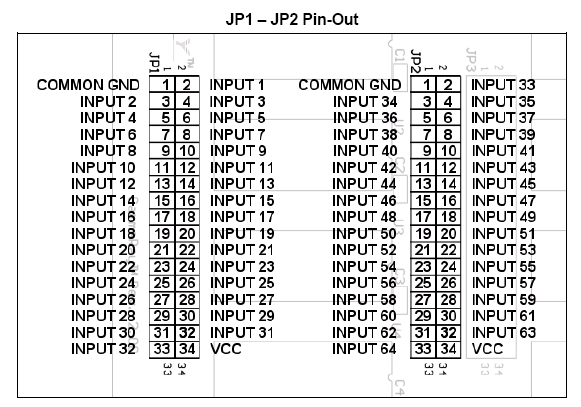 JP1 – JP2 Pin-Out
JP1 1 2 JP2 1 2 JP3 C1
COMMON GND 1 2 INPUT 1 COMMON GND 1 2 INPUT 33
INPUT 2 3 4 INPUT 3 INPUT 34 3 4 INPUT 35
INPUT 4 5 6 INPUT 5 INPUT 36 5 6 INPUT 37
INPUT 6 7 8 INPUT 7 INPUT 38 7 8 INPUT 39
INPUT 8 9 10 INPUT 9 INPUT 40 9 10 INPUT 41
INPUT 10 11 12 INPUT 11 INPUT 42 11 12 INPUT 43
INPUT 12 13 14 INPUT 13 INPUT 44 13 14 INPUT 45
INPUT 14 15 16 INPUT 15 INPUT 46 15 16 INPUT 47
INPUT 16 17 18 INPUT 17 INPUT 48 17 18 INPUT 49
INPUT 18 19 20 INPUT 19 INPUT 50 19 20 INPUT 51
INPUT 20 21 22 INPUT 21 INPUT 52 21 22 INPUT 53
INPUT 22 23 24 INPUT 23 INPUT 54 23 24 INPUT 55
INPUT 24 25 26 INPUT 25 INPUT 56 25 26 INPUT 57
INPUT 26 27 28 INPUT 27 INPUT 58 27 28 INPUT 59
INPUT 28 29 30 INPUT 29 INPUT 60 29 30 INPUT 61
INPUT 30 31 32 INPUT 31 INPUT 62 31 32 INPUT 63
INPUT 32 33 34 VCC INPUT 64 33 34 VCC
33 34 33 34 33 34
C4